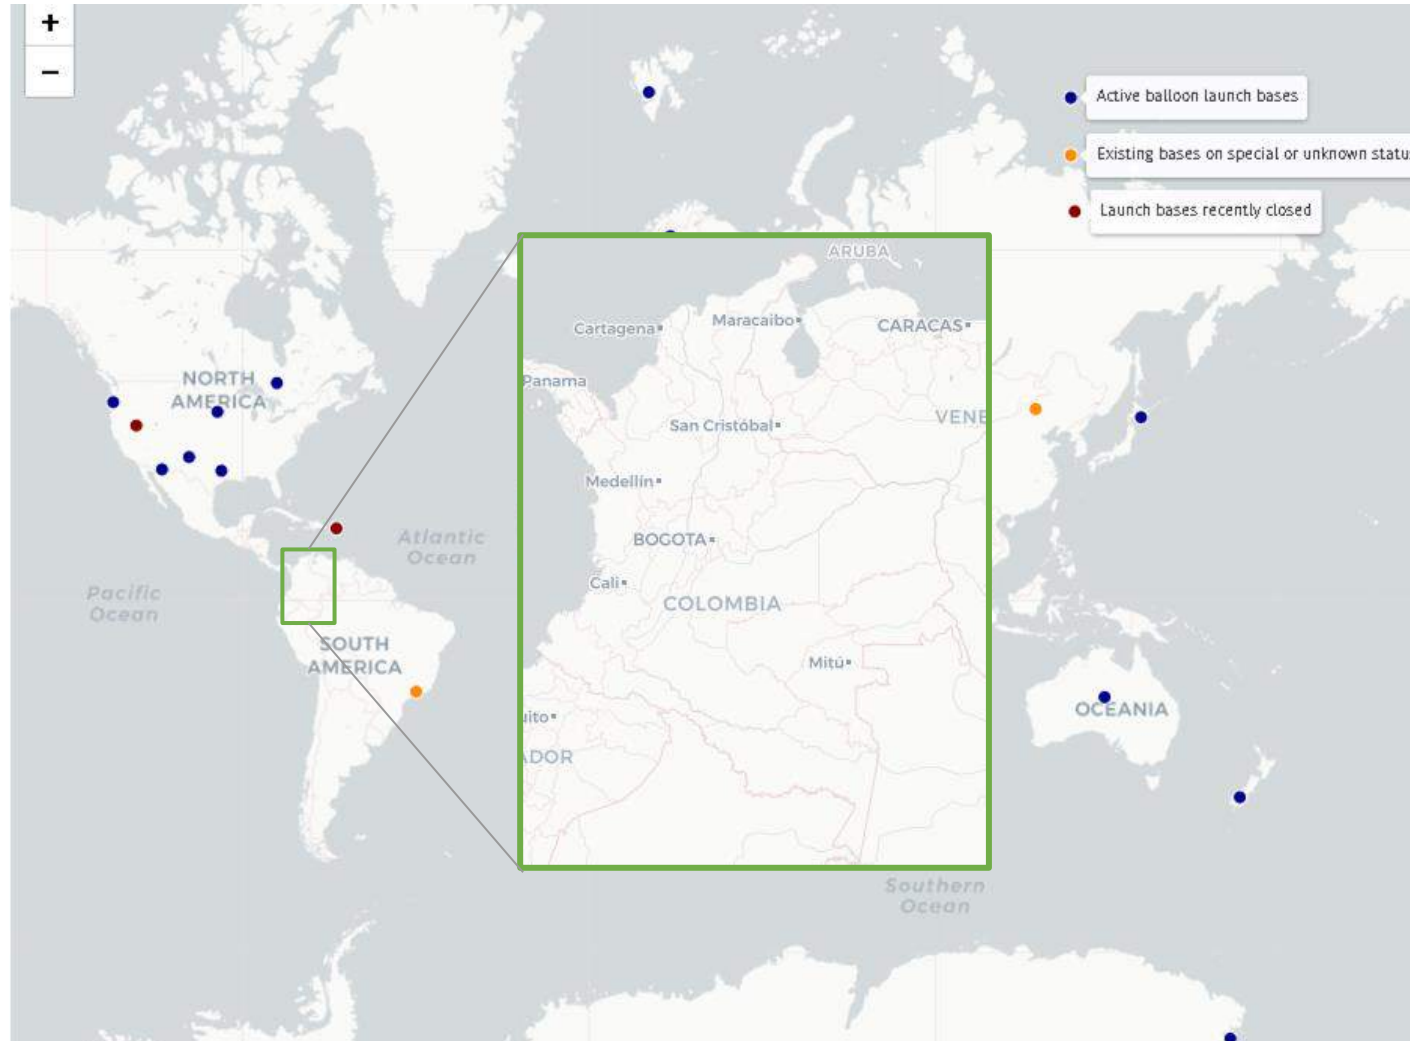 +
−
Active balloon launch bases
Existing bases on special or unknown statu
Launch bases recently closed
ARUBA
Cartagena
Maracaibo
CARACAS
Panama
NORTH
AMERICA
San Cristóbal
VENE
Medellín
BOGOTA
Atlantic
Ocean
Cali
COLOMBIA
Pacific
Ocean
SOUTH
AMERICA
Mitú
OCEANIA
uito
ADOR
Southern
Ocean